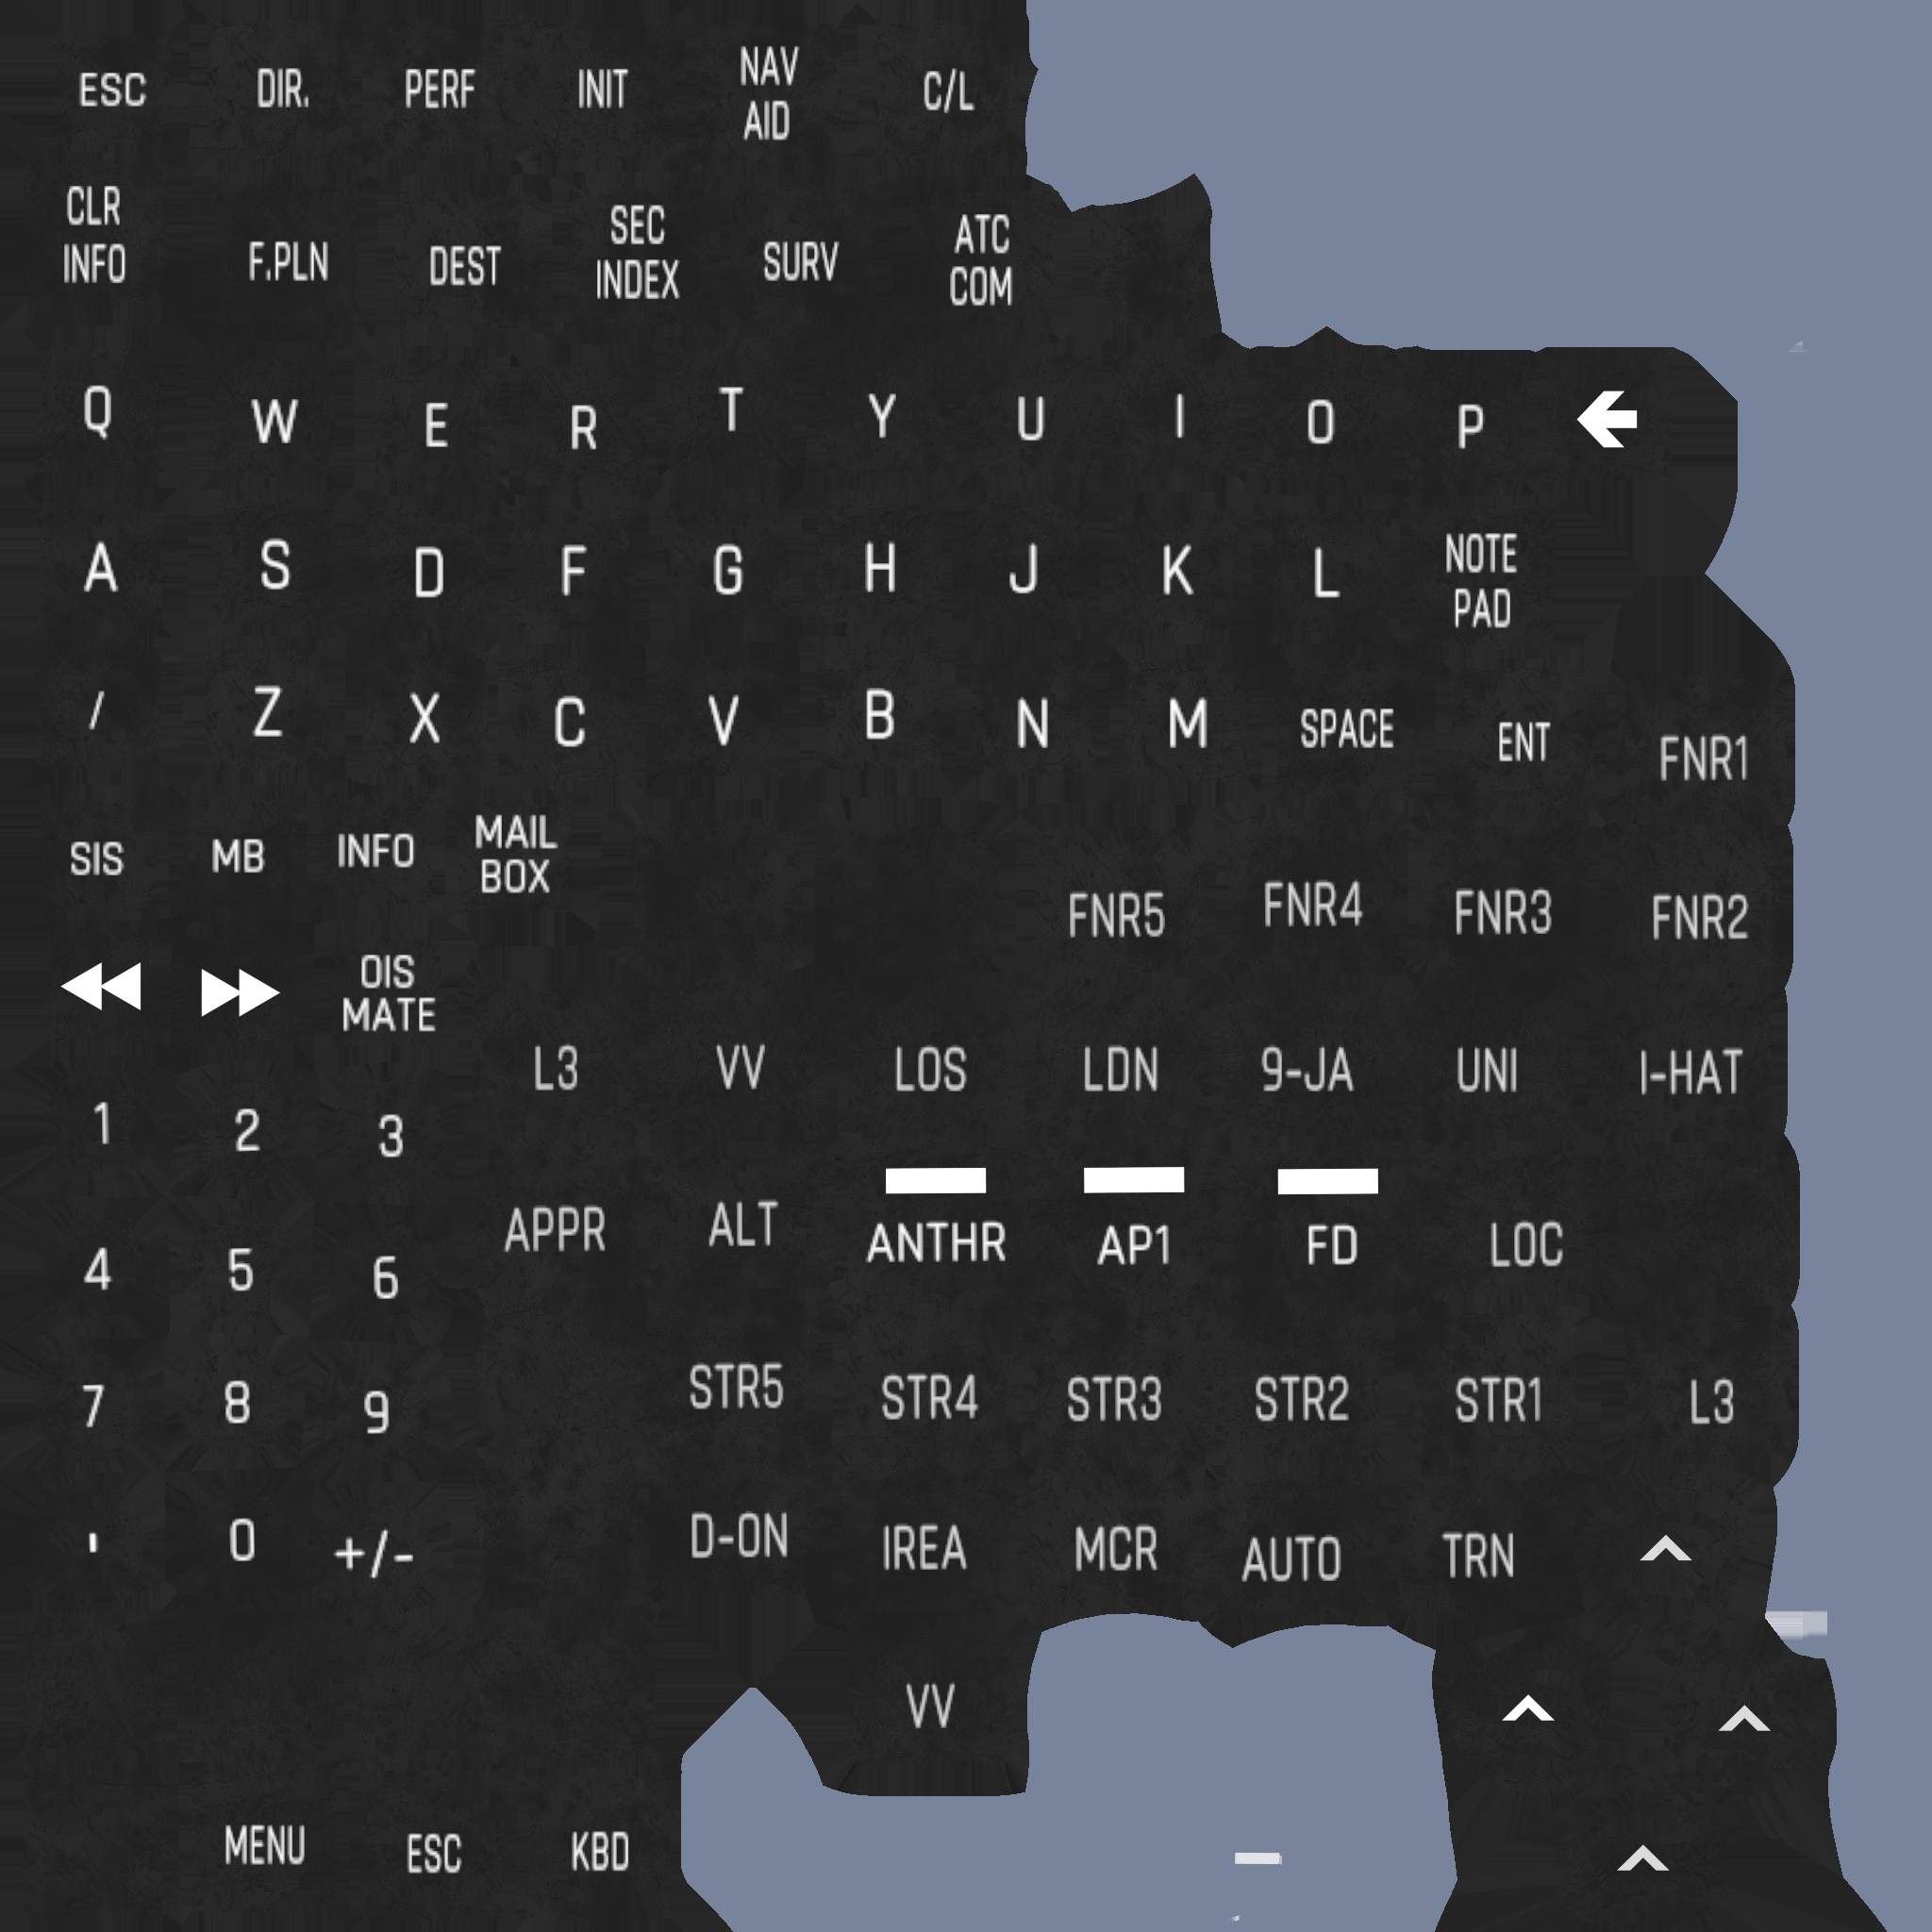 ESC DIR. PERF INIT NAV AID C/L
CLR INFO F.PLN DEST SEC INDEX SURV ATC COM
Q W E R T Y U I O P
A S D F G H J K L NOTE PAD
/ Z X C V B N M SPACE ENT FNR1
SIS MB INFO MAIL BOX FNR5 FNR4 FNR3 FNR2
OIS MATE
L3 VV LOS LDN 9-JA UNI I-HAT
1 2 3
APPR ALT ANTHR AP1 FD LOC
4 5 6
STR5 STR4 STR3 STR2 STR1 L3
7 8 9
' 0 +/- D-ON IREA MCR AUTO TRN
VV
MENU ESC KBD